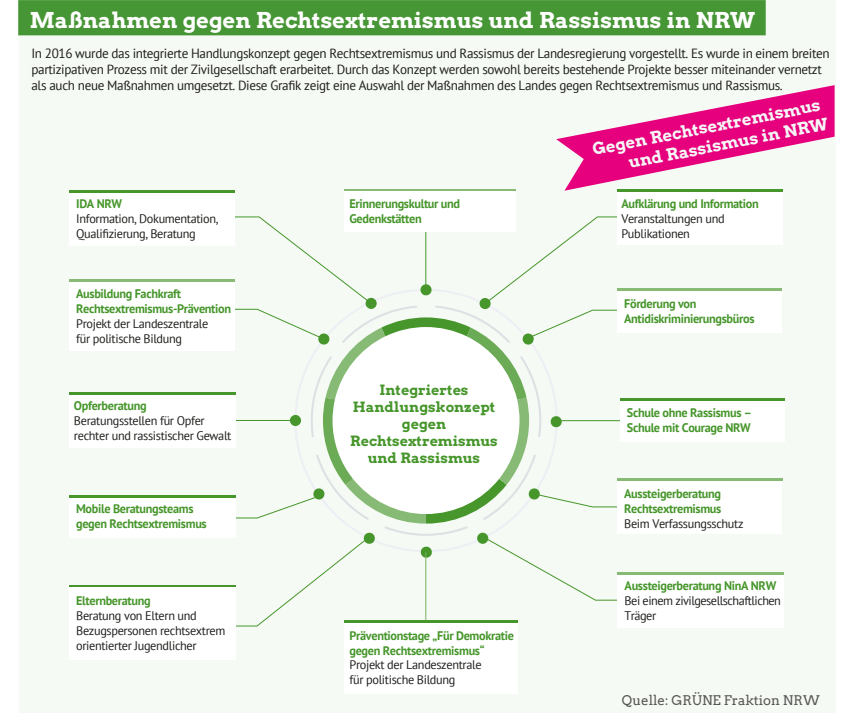 Maßnahmen gegen Rechtsextremismus und Rassismus in NRW
In 2016 wurde das integrierte Handlungskonzept gegen Rechtsextremismus und Rassismus der Landesregierung vorgestellt. Es wurde in einem breiten
partizipativen Prozess mit der Zivilgesellschaft erarbeitet. Durch das Konzept werden sowohl bereits bestehende Projekte besser miteinander vernetzt
als auch neue Maßnahmen umgesetzt. Diese Grafik zeigt eine Auswahl der Maßnahmen des Landes gegen Rechtsextremismus und Rassismus.
Gegen Rechtsextremismus
und Rassismus in NRW
IDA NRW
Information, Dokumentation,
Qualifizierung, Beratung
Erinnerungskultur und
Gedenkstätten
Aufklärung und Information
Veranstaltungen und
Publikationen
Ausbildung Fachkraft
Rechtsextremismus-Prävention
Projekt der Landeszentrale
für politische Bildung
Förderung von
Antidiskriminierungsbüros
Opferberatung
Beratungsstellen für Opfer
rechter und rassistischer Gewalt
Integriertes
Handlungskonzept
gegen
Rechtsextremismus
und Rassismus
Schule ohne Rassismus –
Schule mit Courage NRW
Mobile Beratungsteams
gegen Rechtsextremismus
Aussteigerberatung
Rechtsextremismus
Beim Verfassungsschutz
Elternberatung
Beratung von Eltern und
Bezugspersonen rechtsextrem
orientierter Jugendlicher
Aussteigerberatung NinA NRW
Bei einem zivilgesellschaftlichen
Träger
Präventionstage „Für Demokratie
gegen Rechtsextremismus“
Projekt der Landeszentrale
für politische Bildung
Quelle: GRÜNE Fraktion NRW